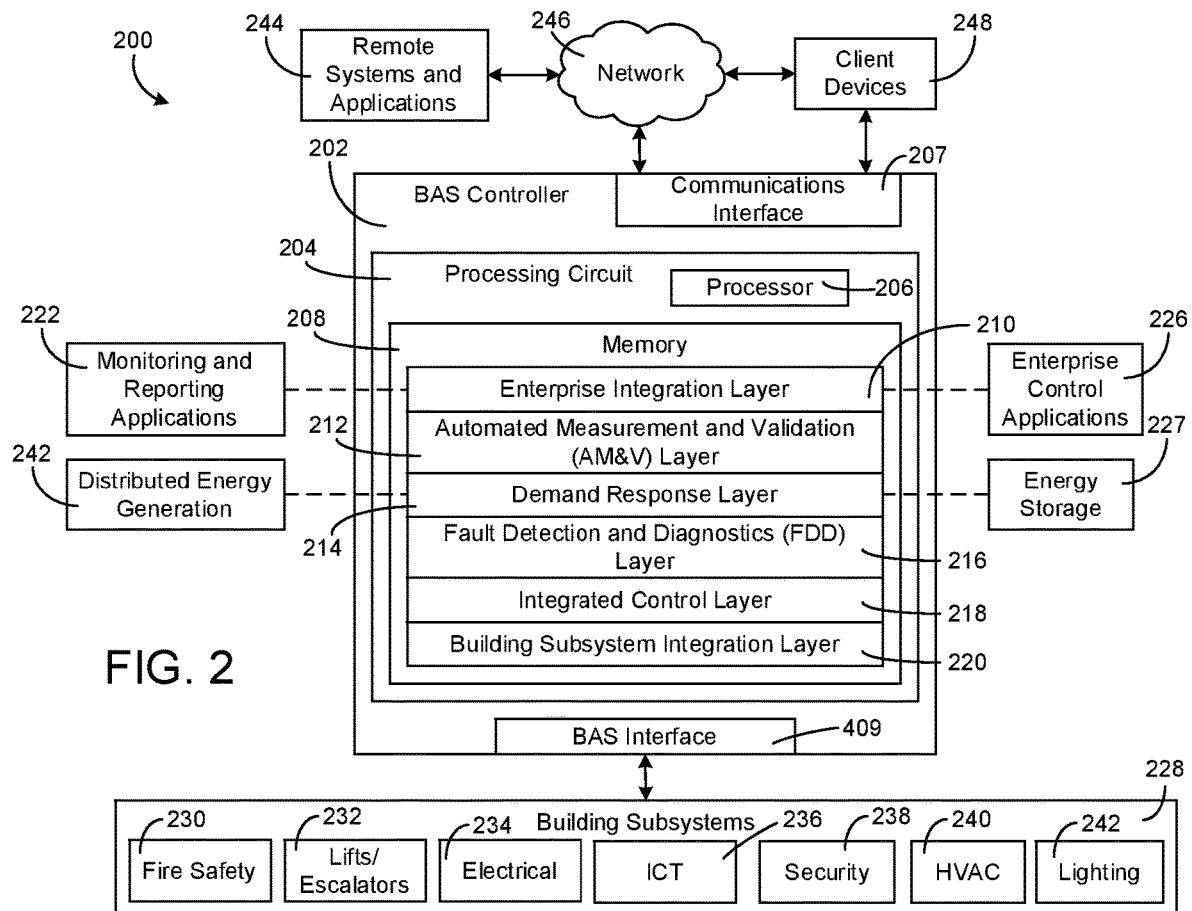 244
Remote
Systems and
Applications
246
Network
248
Client
Devices
200
202
BAS Controller
Communications
Interface
207
204
Processing Circuit
Processor
206
208
Memory
210
222
Monitoring and
Reporting
Applications
Enterprise Integration Layer
226
Enterprise
Control
Applications
212
Automated Measurement and Validation
(AM&V) Layer
227
242
Distributed Energy
Generation
Demand Response Layer
Energy
Storage
214
Fault Detection and Diagnostics (FDD)
Layer
216
Integrated Control Layer
218
Building Subsystem Integration Layer
220
FIG. 2
BAS Interface
409
228
Building Subsystems
230
Fire Safety
232
Lifts/
Escalators
234
Electrical
236
ICT
238
Security
240
HVAC
242
Lighting